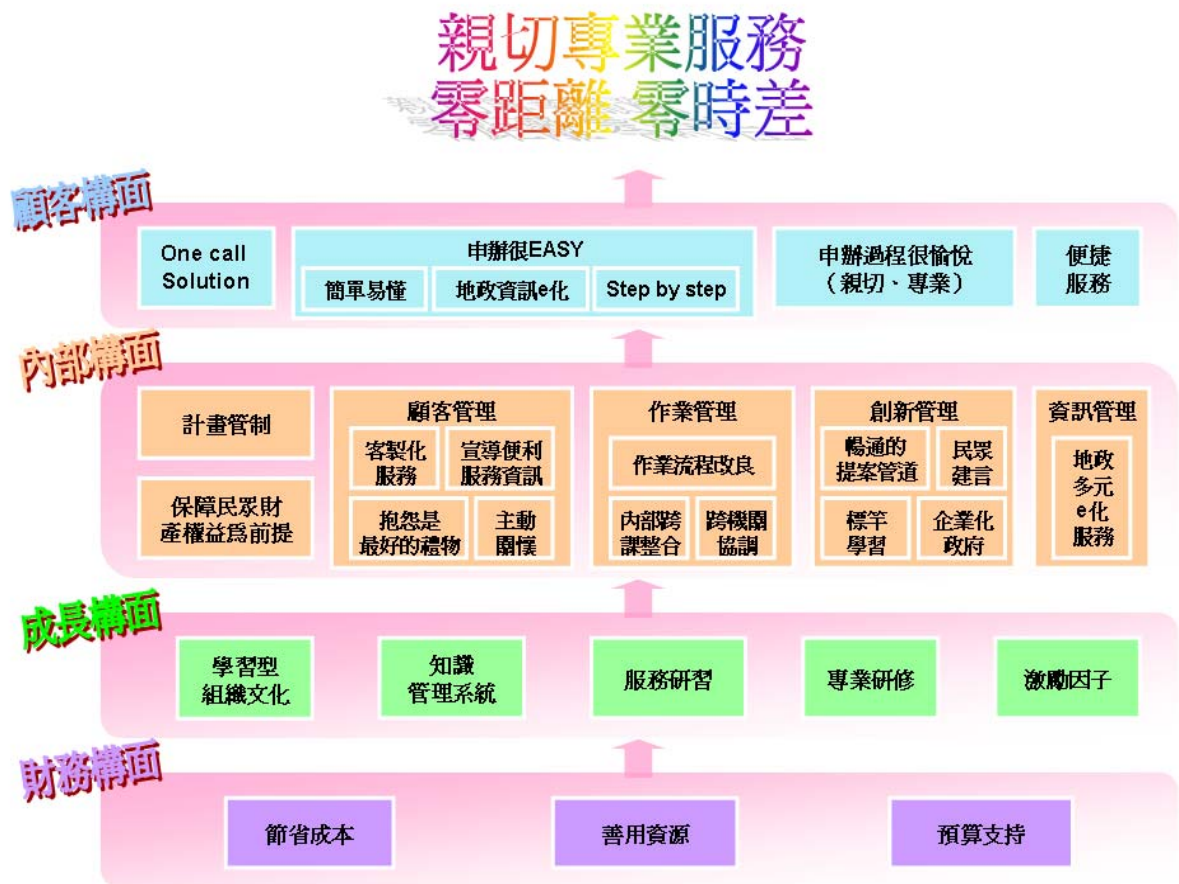 親切專業服務
零距離 零時差
顧客構面
One call
Solution
申辦很EASY
簡單易懂
地政資訊e化
Step by step
申辦過程很愉悅
（親切、專業）
便捷
服務
內部構面
計畫管制
保障民眾財
產權益為前提
顧客管理
客製化
服務
宣導便利
服務資訊
抱怨是
最好的禮物
主動
關懷
作業管理
作業流程改良
內部跨
課整合
跨機關
協調
創新管理
暢通的
提案管道
民眾
建言
標竿
學習
企業化
政府
資訊管理
地政
多元
e化
服務
成長構面
學習型
組織文化
知識
管理系統
服務研習
專業研修
激勵因子
財務構面
節省成本
善用資源
預算支持